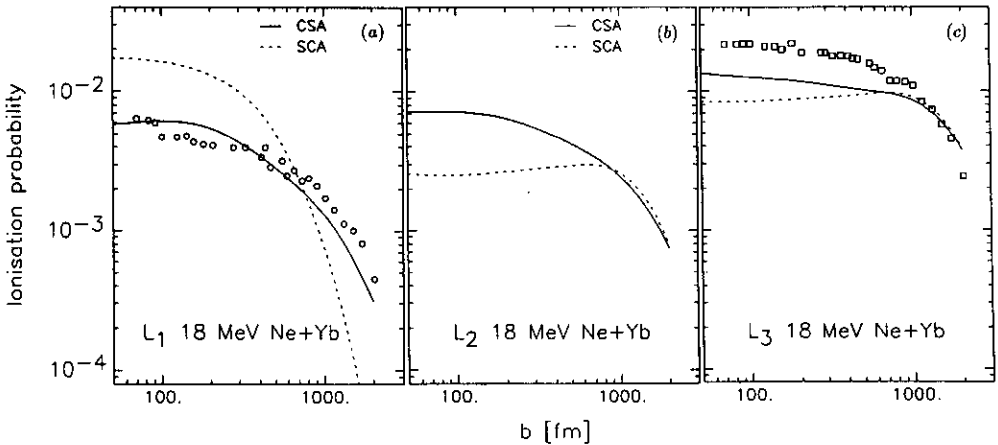 CSA
SCA
(a)
CSA
SCA
(b)
(c)
10⁻²
10⁻³
10⁻⁴
Ionisation probability
L₁ 18 MeV Ne+Yb
L₂ 18 MeV Ne+Yb
L₃ 18 MeV Ne+Yb
100.
1000.
100.
1000.
100.
1000.
b [fm]